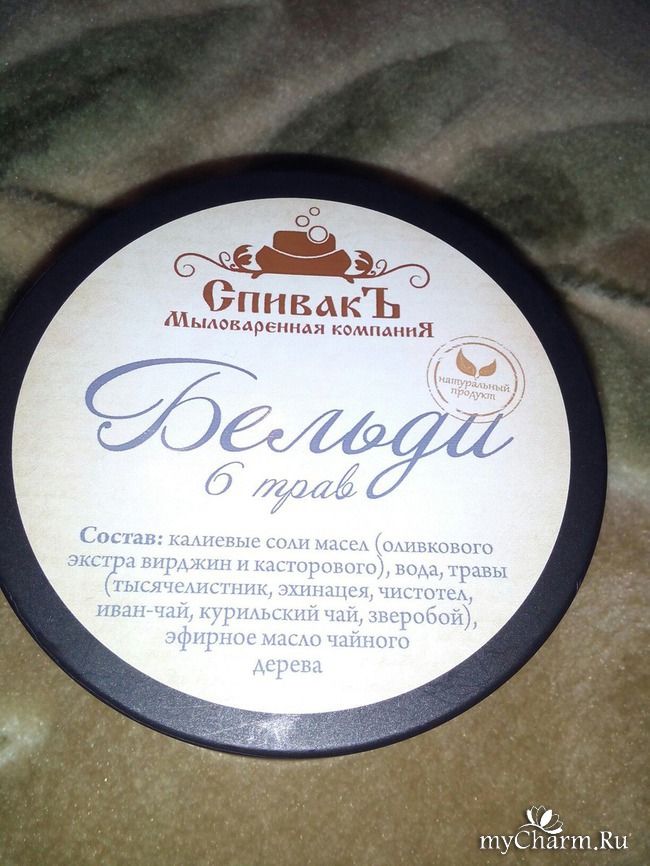 СпивакЪ
Мыловаренная компаниЯ
натуральный
продукт
Бельди
6 трав
Состав: калиевые соли масел (оливкового
экстра вирджин и касторового), вода, травы
(тысячелистник, эхинацея, чистотел,
иван-чай, курильский чай, зверобой),
эфирное масло чайного
дерева
myCharm.Ru